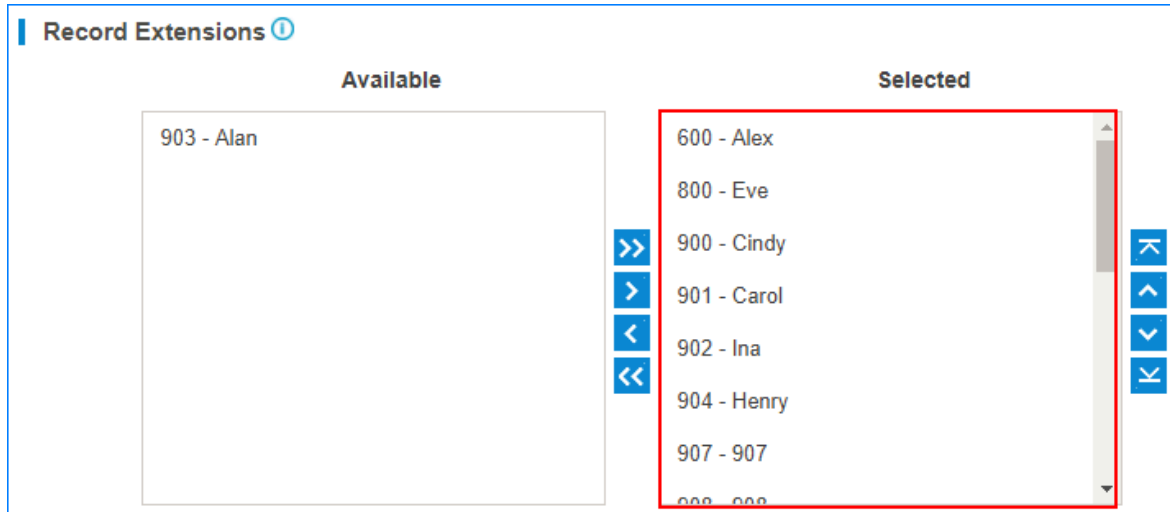 Record Extensions
Available
Selected
903 - Alan
600 - Alex
800 - Eve
900 - Cindy
901 - Carol
902 - Ina
904 - Henry
907 - 907